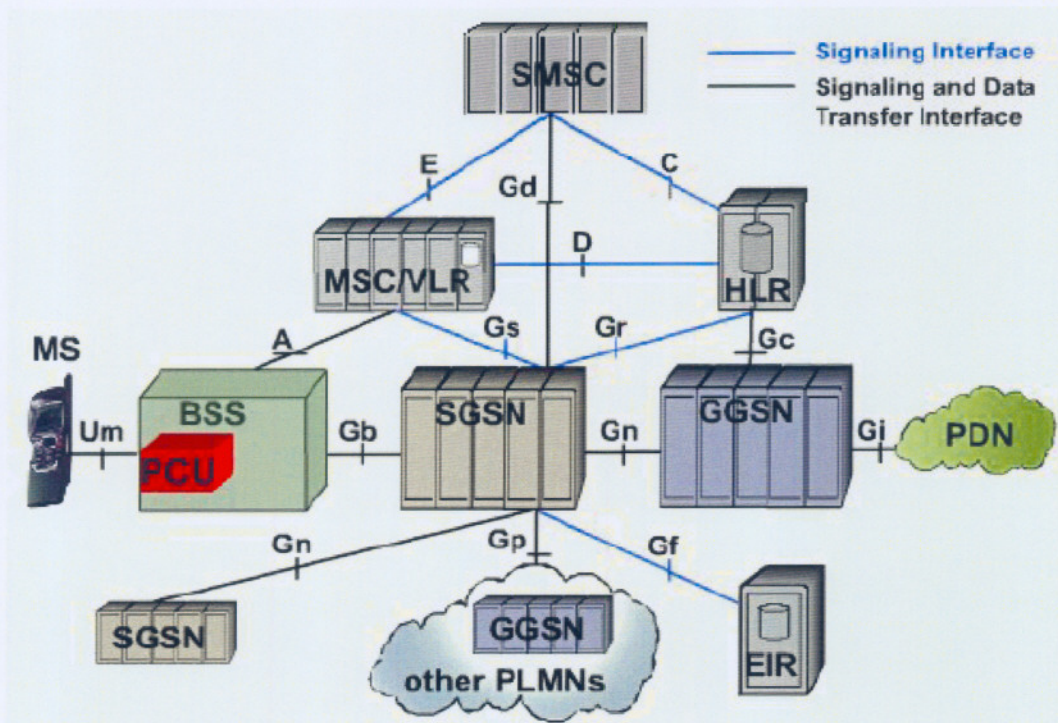 SMSC
Signaling Interface
Signaling and Data
Transfer Interface
E
C
Gd
D
MSC/VLR
HLR
A
Gs
Gr
Gc
MS
BSS
SGSN
GGSN
PDN
Um
PCU
Gb
Gn
Gi
Gn
Gp
Gf
SGSN
GGSN
EIR
other PLMNs